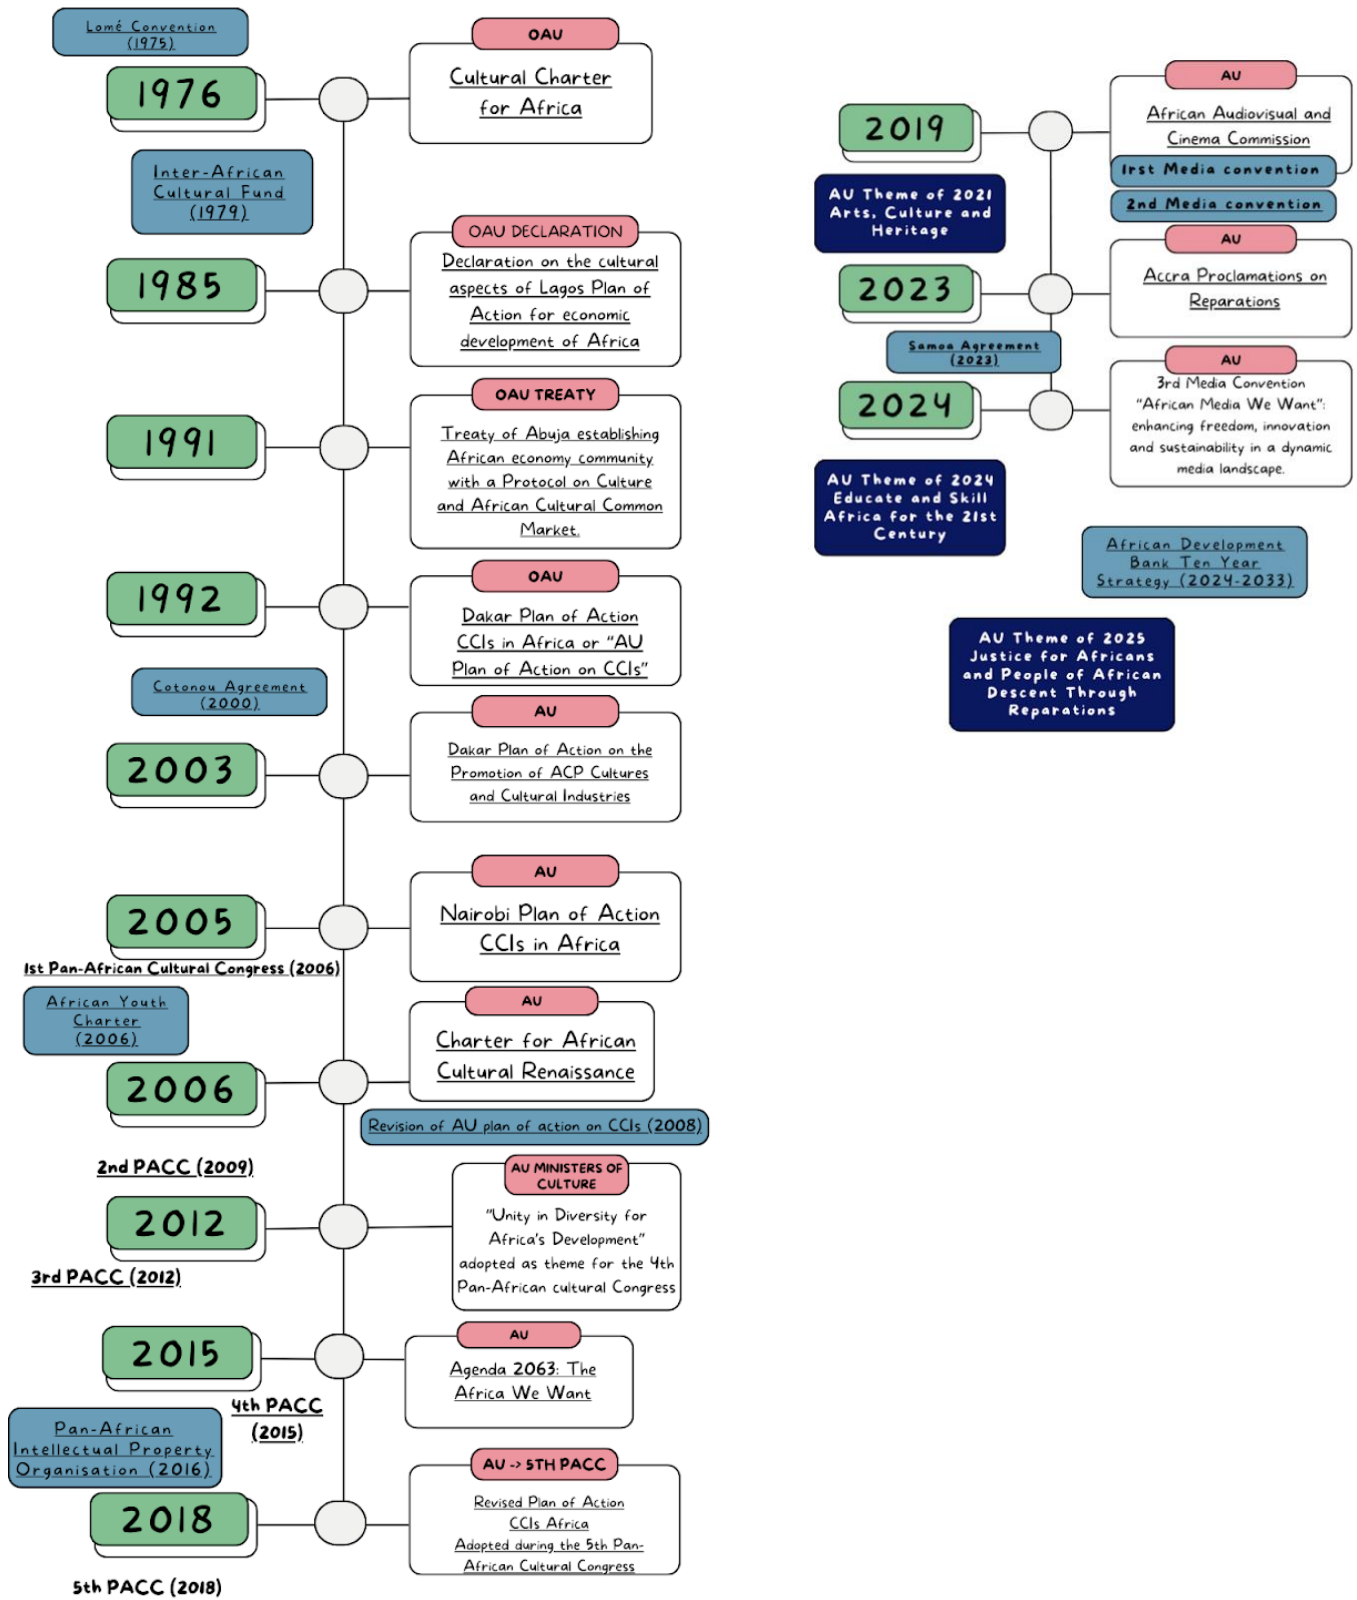 Lomé Convention
(1975)
1976
OAU
Cultural Charter
for Africa
Inter-African
Cultural Fund
(1979)
1985
OAU DECLARATION
Declaration on the cultural
aspects of Lagos Plan of
Action for economic
development of Africa
1991
OAU TREATY
Treaty of Abuja establishing
African economy community
with a Protocol on Culture
and African Cultural Common
Market.
1992
OAU
Dakar Plan of Action
CCIs in Africa or "AU
Plan of Action on CCIs"
Cotonou Agreement
(2000)
2003
AU
Dakar Plan of Action on the
Promotion of ACP Cultures
and Cultural Industries
2005
AU
Nairobi Plan of Action
CCIs in Africa
1st Pan-African Cultural Congress (2006)
African Youth
Charter
(2006)
2006
AU
Charter for African
Cultural Renaissance
Revision of AU plan of action on CCIs (2008)
2nd PACC (2009)
2012
AU MINISTERS OF
CULTURE
"Unity in Diversity for
Africa's Development"
adopted as theme for the 4th
Pan-African cultural Congress
3rd PACC (2012)
2015
AU
Agenda 2063: The
Africa We Want
4th PACC
(2015)
Pan-African
Intellectual Property
Organisation (2016)
2018
AU -> 5TH PACC
Revised Plan of Action
CCIs Africa
Adopted during the 5th Pan-
African Cultural Congress
5th PACC (2018)
2019
AU
African Audiovisual and
Cinema Commission
1rst Media convention
2nd Media convention
AU Theme of 2021
Arts, Culture and
Heritage
2023
AU
Accra Proclamations on
Reparations
Samoa Agreement
(2023)
2024
AU
3rd Media Convention
"African Media We Want":
enhancing freedom, innovation
and sustainability in a dynamic
media landscape.
AU Theme of 2024
Educate and Skill
Africa for the 21st
Century
African Development
Bank Ten Year
Strategy (2024-2033)
AU Theme of 2025
Justice for Africans
and People of African
Descent Through
Reparations